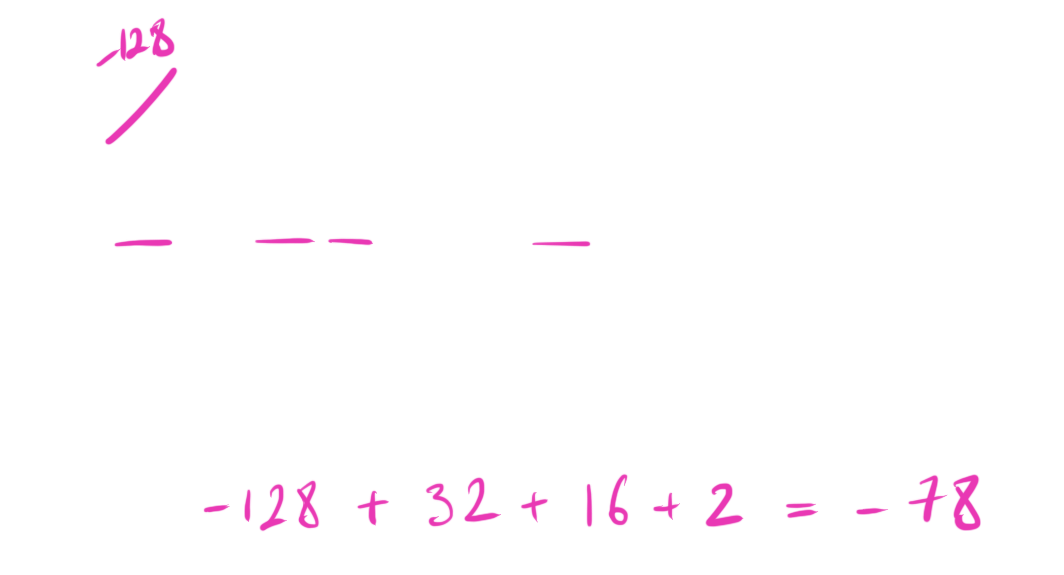 -128
-128 + 32 + 16 + 2 = -78